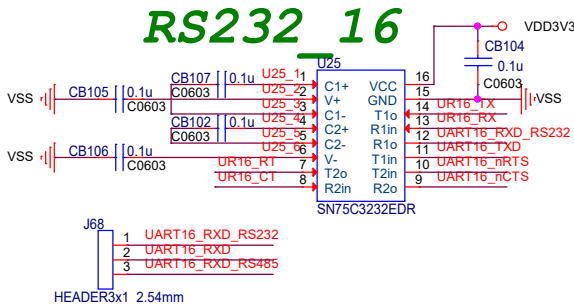 RS232_16
U25
VDD3V3
CB104
0.1u
C0603
VSS
CB107 0.1u
C0603
CB105 0.1u
C0603
VSS
CB102 0.1u
C0603
CB106 0.1u
C0603
VSS
U25_1
U25_2
U25_3
U25_4
U25_5
U25_6
UR16_RT
UR16_CT
1 C1+ VCC 16
2 V+ GND 15
3 C1- T1o 14 UR16_TX
4 C2+ R1in 13 UR16_RX
5 C2- R1o 12 UART16_RXD_RS232
6 V- T1in 11 UART16_TXD
7 T2o T2in 10 UART16_nRTS
8 R2in R2o 9 UART16_nCTS
SN75C3232EDR
J68
1 UART16_RXD_RS232
2 UART16_RXD
3 UART16_RXD_RS485
HEADER3x1 2.54mm